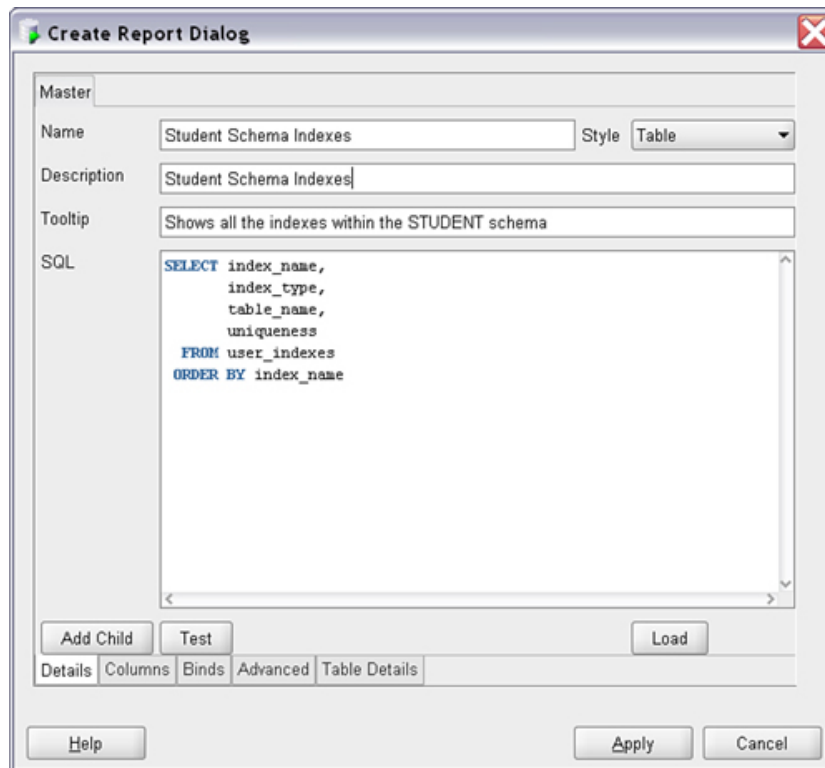 Create Report Dialog
Master
Name Student Schema Indexes Style Table
Description Student Schema Indexes
Tooltip Shows all the indexes within the STUDENT schema
SQL SELECT index_name,
index_type,
table_name,
uniqueness
FROM user_indexes
ORDER BY index_name
Add Child Test Load
Details Columns Binds Advanced Table Details
Help Apply Cancel